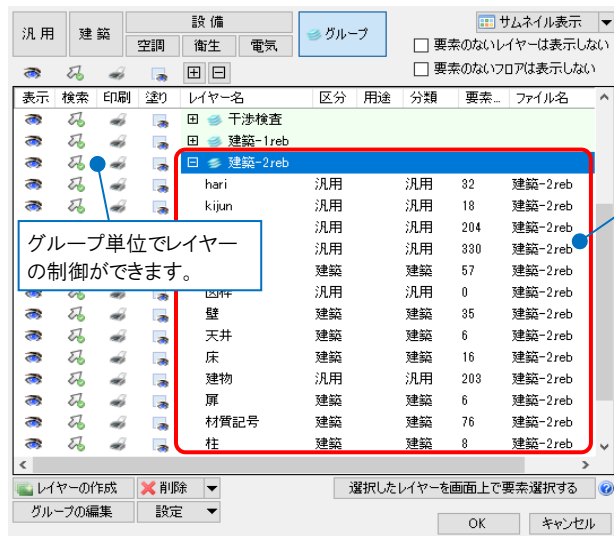 汎用 建築 設備 グループ サムネイル表示
空調 衛生 電気
要素のないレイヤーは表示しない
要素のないフロアは表示しない
表示 検索 印刷 塗り レイヤー名 区分 用途 分類 要素... ファイル名
干渉検査
建築-1reb
建築-2reb
hari 汎用 汎用 32 建築-2reb
kijun 汎用 汎用 18 建築-2reb
汎用 汎用 204 建築-2reb
汎用 汎用 330 建築-2reb
建築 建築 57 建築-2reb
汎用 汎用 0 建築-2reb
壁 建築 建築 35 建築-2reb
天井 建築 建築 6 建築-2reb
床 建築 建築 16 建築-2reb
建物 汎用 汎用 203 建築-2reb
扉 建築 建築 6 建築-2reb
材質記号 建築 建築 76 建築-2reb
柱 建築 建築 8 建築-2reb
グループ単位でレイヤー
の制御ができます。
レイヤーの作成 削除 選択したレイヤーを画面上で要素選択する
グループの編集 設定
OK キャンセル